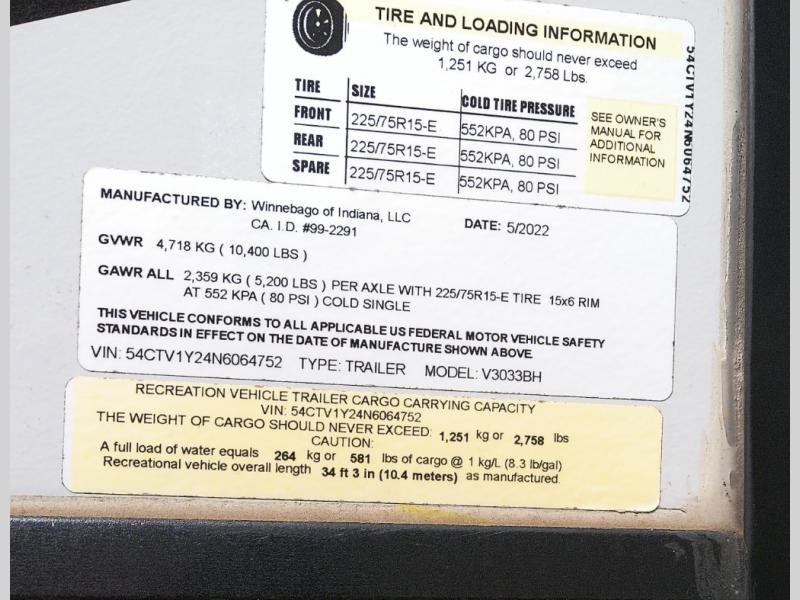 TIRE AND LOADING INFORMATION
The weight of cargo should never exceed
1,251 KG or 2,758 Lbs.
TIRE SIZE COLD TIRE PRESSURE
FRONT 225/75R15-E 552KPA, 80 PSI
REAR 225/75R15-E 552KPA, 80 PSI
SPARE 225/75R15-E 552KPA, 80 PSI
SEE OWNER'S
MANUAL FOR
ADDITIONAL
INFORMATION
54CTV1Y24N6064752
MANUFACTURED BY: Winnebago of Indiana, LLC
CA. I.D. #99-2291
DATE: 5/2022
GVWR 4,718 KG ( 10,400 LBS )
GAWR ALL 2,359 KG ( 5,200 LBS ) PER AXLE WITH 225/75R15-E TIRE 15x6 RIM
AT 552 KPA ( 80 PSI ) COLD SINGLE
THIS VEHICLE CONFORMS TO ALL APPLICABLE US FEDERAL MOTOR VEHICLE SAFETY
STANDARDS IN EFFECT ON THE DATE OF MANUFACTURE SHOWN ABOVE.
VIN: 54CTV1Y24N6064752 TYPE: TRAILER MODEL: V3033BH
RECREATION VEHICLE TRAILER CARGO CARRYING CAPACITY
VIN: 54CTV1Y24N6064752
THE WEIGHT OF CARGO SHOULD NEVER EXCEED: 1,251 kg or 2,758 lbs
CAUTION:
A full load of water equals 264 kg or 581 lbs of cargo @ 1 kg/L (8.3 lb/gal)
Recreational vehicle overall length 34 ft 3 in (10.4 meters) as manufactured.